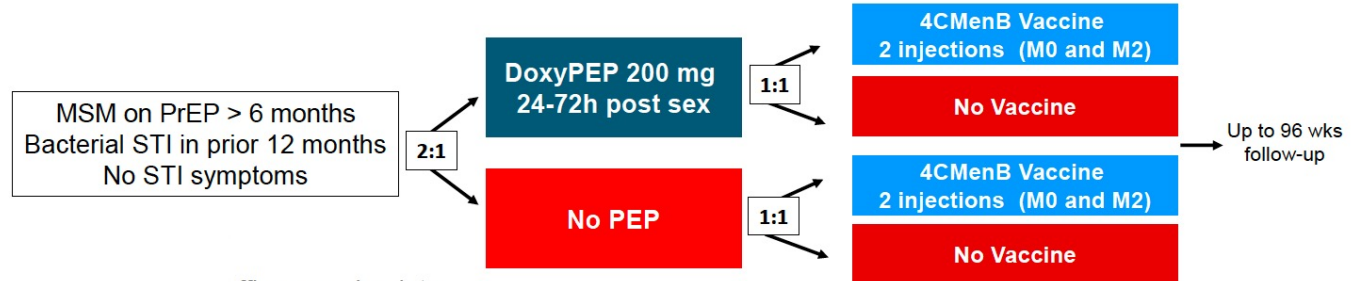 MSM on PrEP > 6 months
Bacterial STI in prior 12 months
No STI symptoms
2:1
DoxyPEP 200 mg
24-72h post sex
No PEP
1:1
4CMenB Vaccine
2 injections (M0 and M2)
No Vaccine
1:1
4CMenB Vaccine
2 injections (M0 and M2)
No Vaccine
Up to 96 wks
follow-up